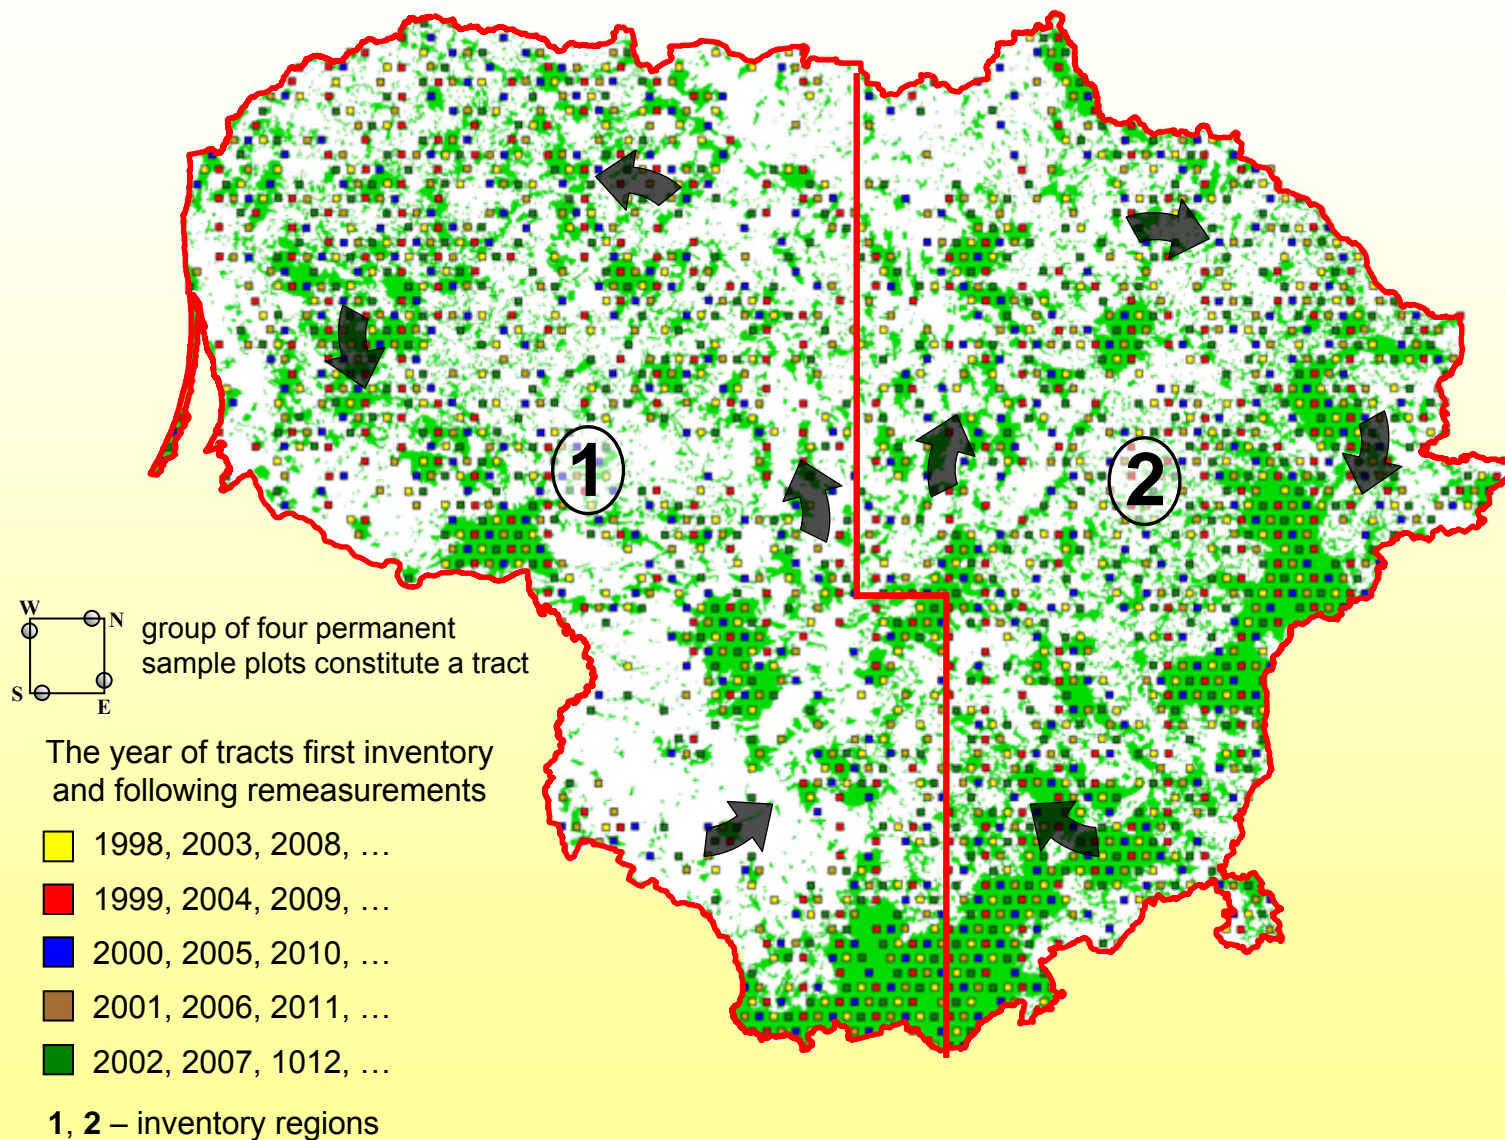 1
2
W
N
S
E
group of four permanent
sample plots constitute a tract
The year of tracts first inventory
and following remeasurements
1998, 2003, 2008, …
1999, 2004, 2009, …
2000, 2005, 2010, …
2001, 2006, 2011, …
2002, 2007, 1012, …
1, 2 – inventory regions